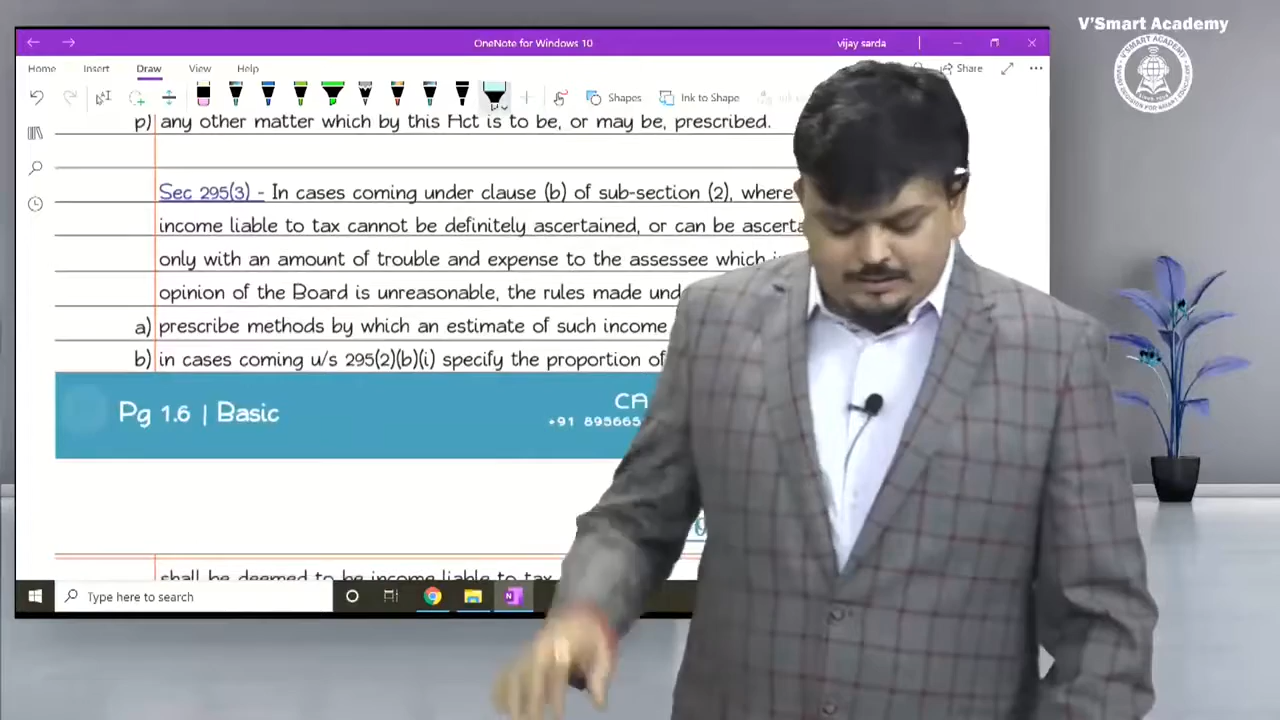 V'Smart Academy
OneNote for Windows 10
vijay sarda
Home Insert Draw View Help
Share
Shapes
Ink to Shape
p) any other matter which by this Act is to be, or may be, prescribed.
Sec 295(3) - In cases coming under clause (b) of sub-section (2), where
income liable to tax cannot be definitely ascertained, or can be
only with an amount of trouble and expense to the assessee which
opinion of the Board is unreasonable, the rules made
a) prescribe methods by which an estimate of such income
b) in cases coming u/s 295(2)(b)(i) specify the proportion of
Pg 1.6 | Basic
CA
+91 895665
shall be deemed to be income liable to tax
Type here to search